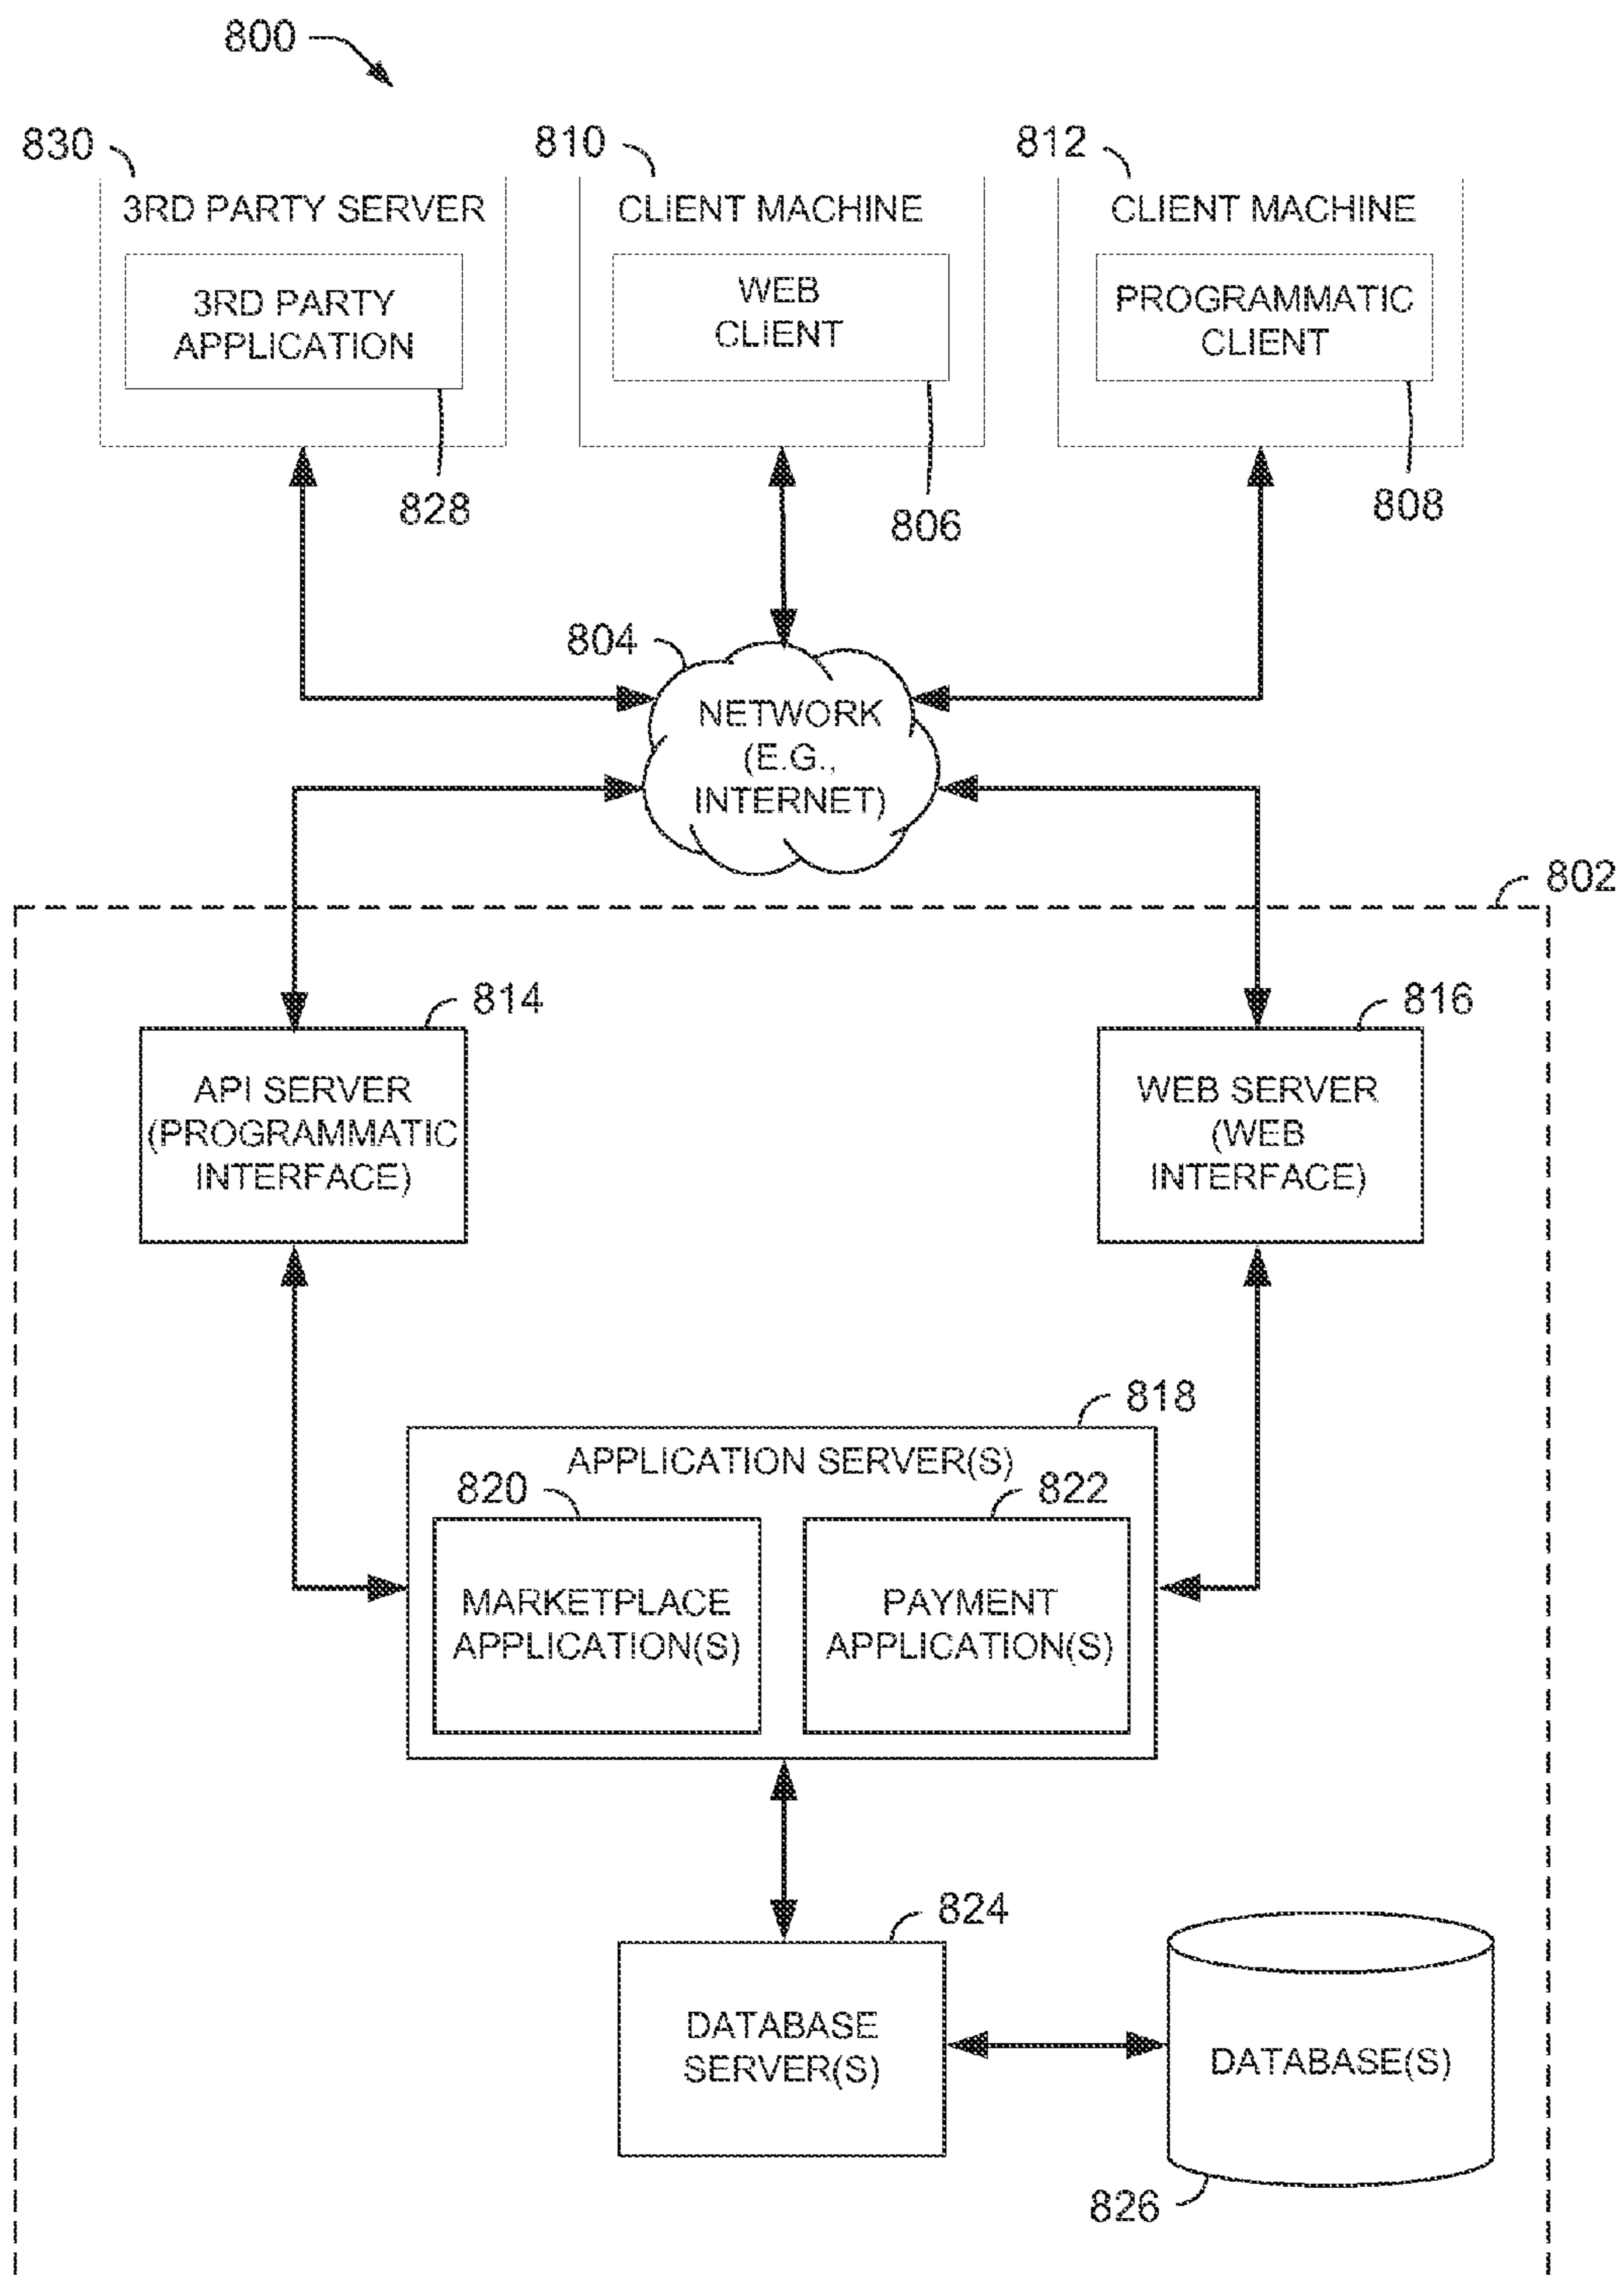 800
830
810
812
3RD PARTY SERVER
CLIENT MACHINE
CLIENT MACHINE
3RD PARTY
APPLICATION
WEB
CLIENT
PROGRAMMATIC
CLIENT
828
806
808
804
NETWORK
(E.G.,
INTERNET)
802
814
816
API SERVER
(PROGRAMMATIC
INTERFACE)
WEB SERVER
(WEB
INTERFACE)
818
APPLICATION SERVER(S)
820
822
MARKETPLACE
APPLICATION(S)
PAYMENT
APPLICATION(S)
824
DATABASE
SERVER(S)
DATABASE(S)
826